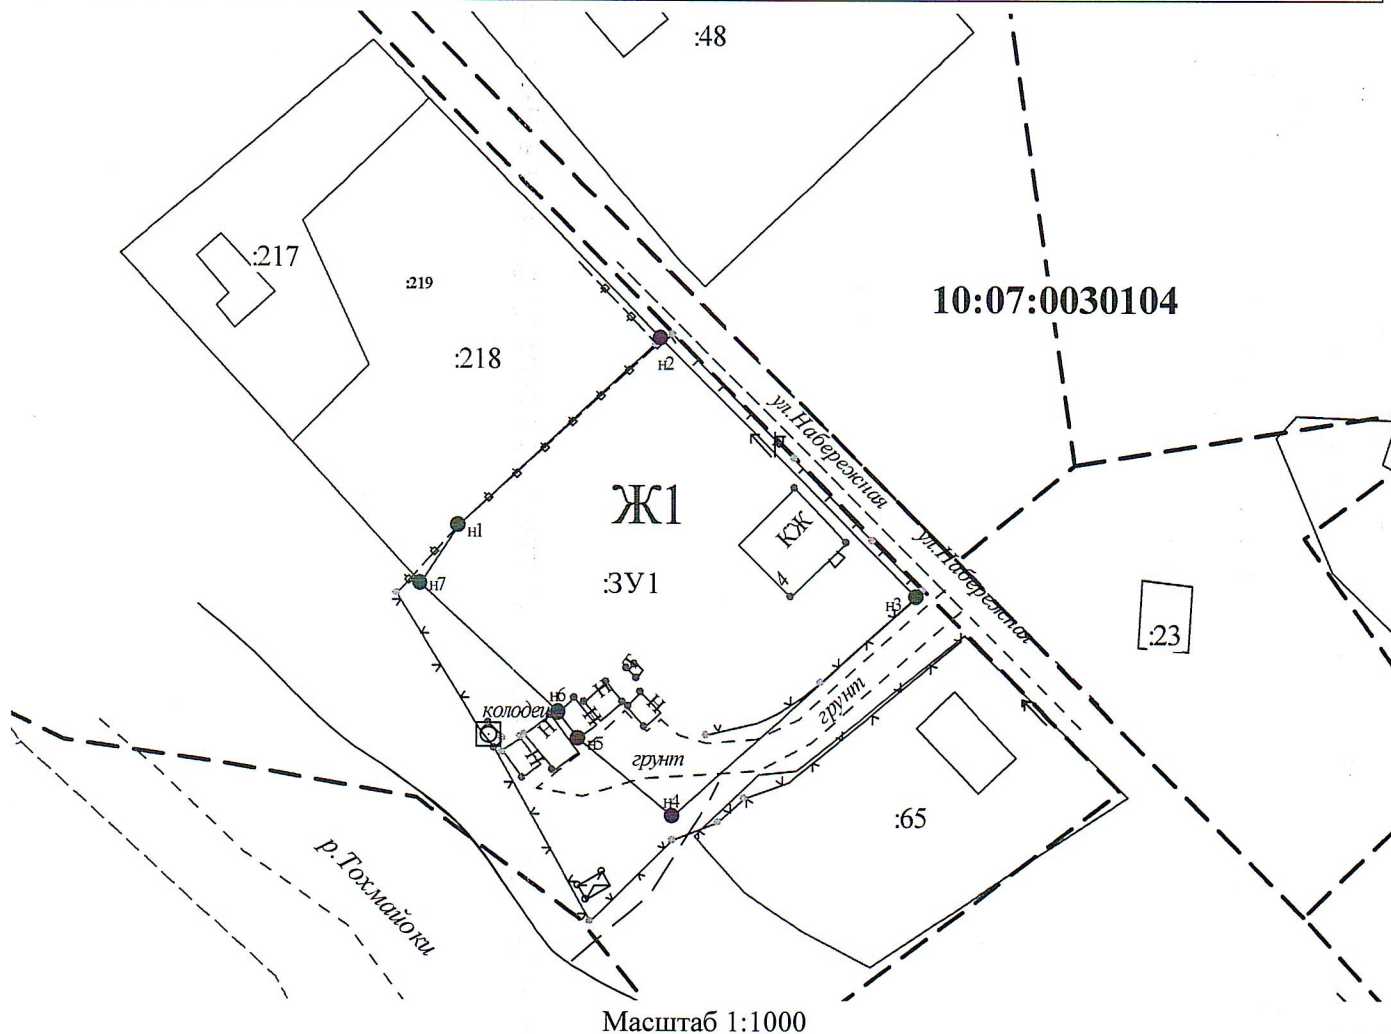 :48
:217
:219
10:07:0030104
:218
н2
ул.Набережная
Ж1
КЖ
н1
ул.Набережная
:ЗУ1
4
н7
н3
:23
Н
Н
н6
колодец
Н
грунт
Н
н5
Н
грунт
н4
:65
р.Тохмайоки
Масштаб 1:1000